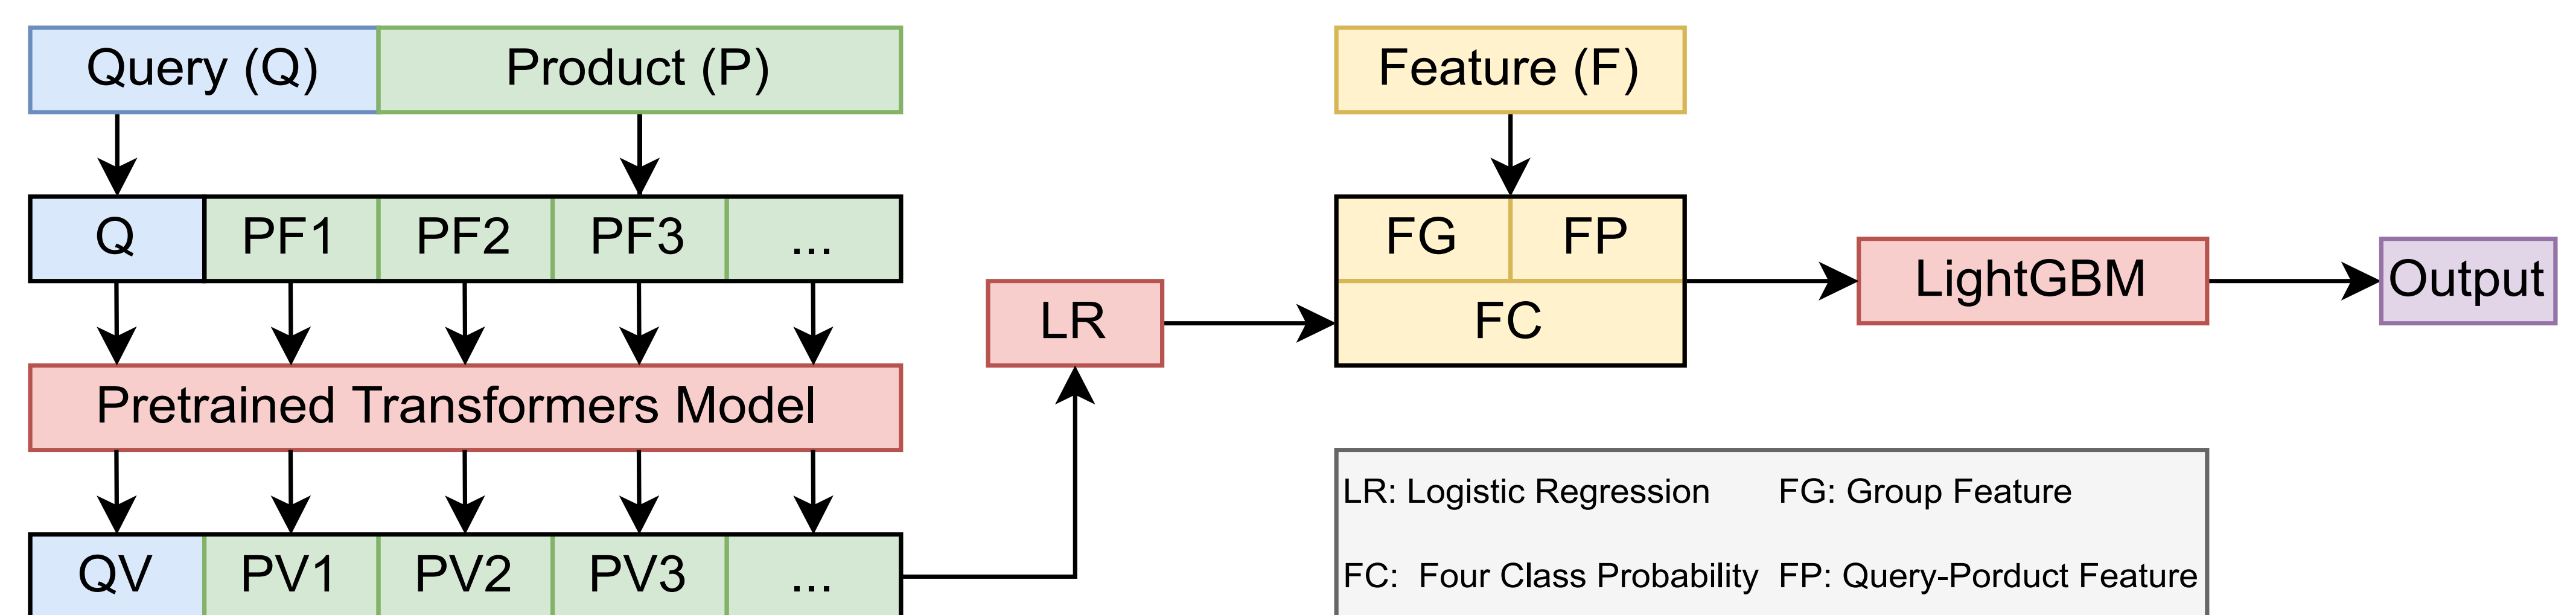 Query (Q) Product (P) Feature (F)
Q PF1 PF2 PF3 ... FG FP
LightGBM Output
LR FC
Pretrained Transformers Model
LR: Logistic Regression FG: Group Feature
QV PV1 PV2 PV3 ... FC: Four Class Probability FP: Query-Porduct Feature